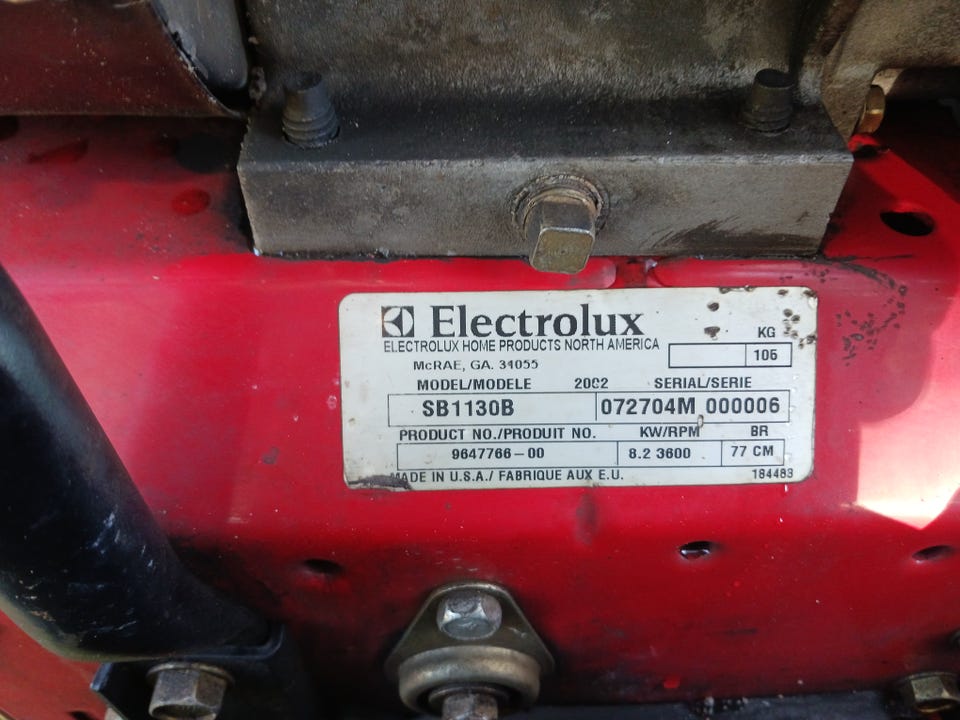 Electrolux
ELECTROLUX HOME PRODUCTS NORTH AMERICA
KG
McRAE, GA. 31055
106
MODEL/MODELE 2002 SERIAL/SERIE
SB1130B 072704M 000006
PRODUCT NO./PRODUIT NO. KW/RPM BR
9647766-00 8.2 3600 77 CM
MADE IN U.S.A./ FABRIQUE AUX E.U. 184483